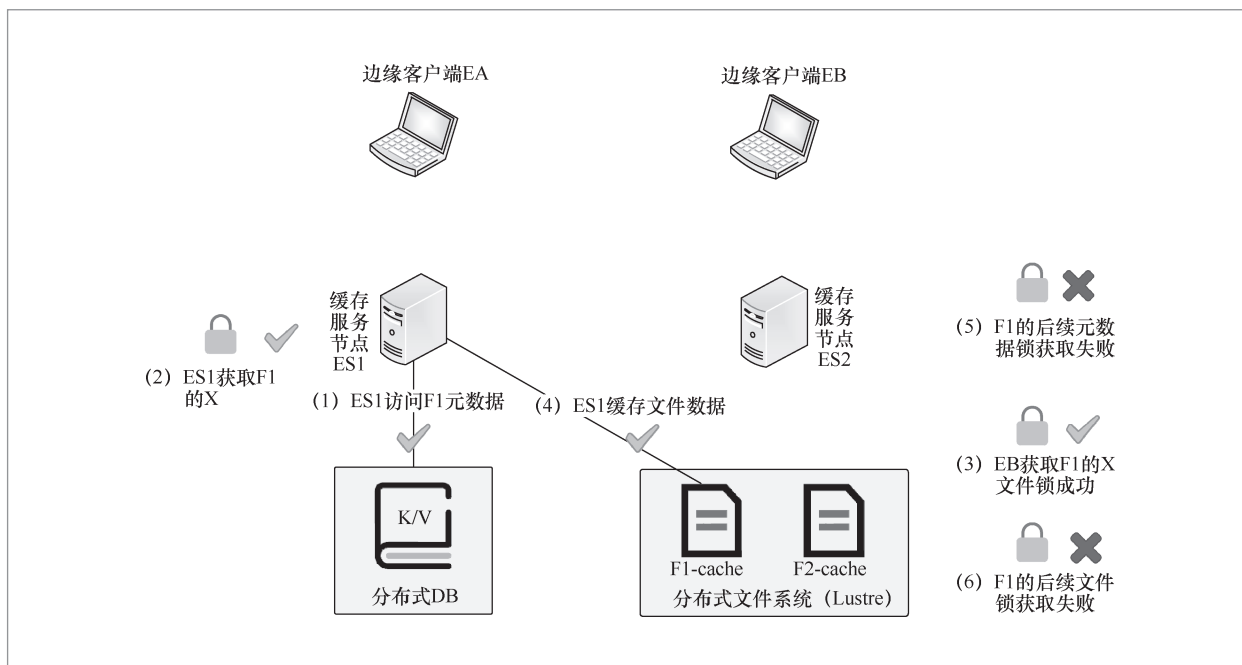 边缘客户端EA
边缘客户端EB
缓存
服务
节点
ES1
缓存
服务
节点
ES2
(2) ES1获取F1
的X
(1) ES1访问F1元数据
(4) ES1缓存文件数据
(5) F1的后续元数
据锁获取失败
(3) EB获取F1的X
文件锁成功
(6) F1的后续文件
锁获取失败
K/V
分布式DB
F1-cache
F2-cache
分布式文件系统（Lustre）